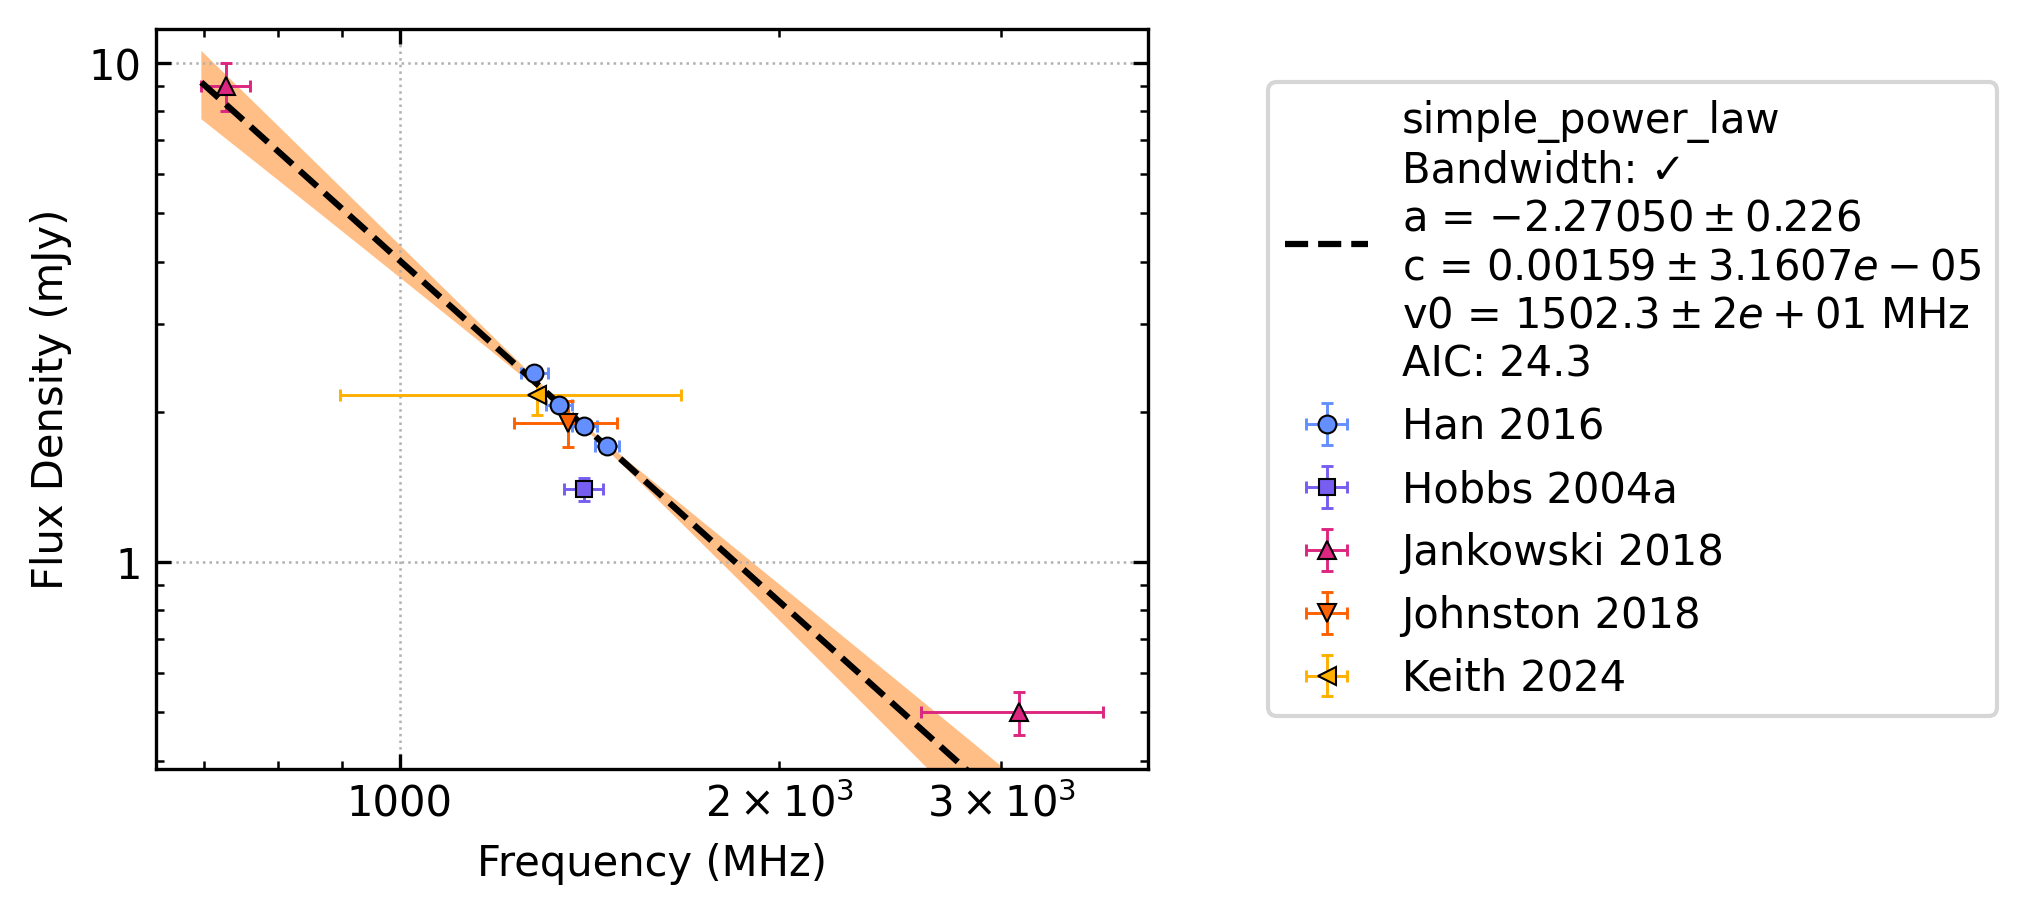 10
1
Flux Density (mJy)
1000
2 × 10³
3 × 10³
Frequency (MHz)
simple_power_law
Bandwidth: ✓
a = −2.27050 ± 0.226
c = 0.00159 ± 3.1607e − 05
v0 = 1502.3 ± 2e + 01 MHz
AIC: 24.3
Han 2016
Hobbs 2004a
Jankowski 2018
Johnston 2018
Keith 2024